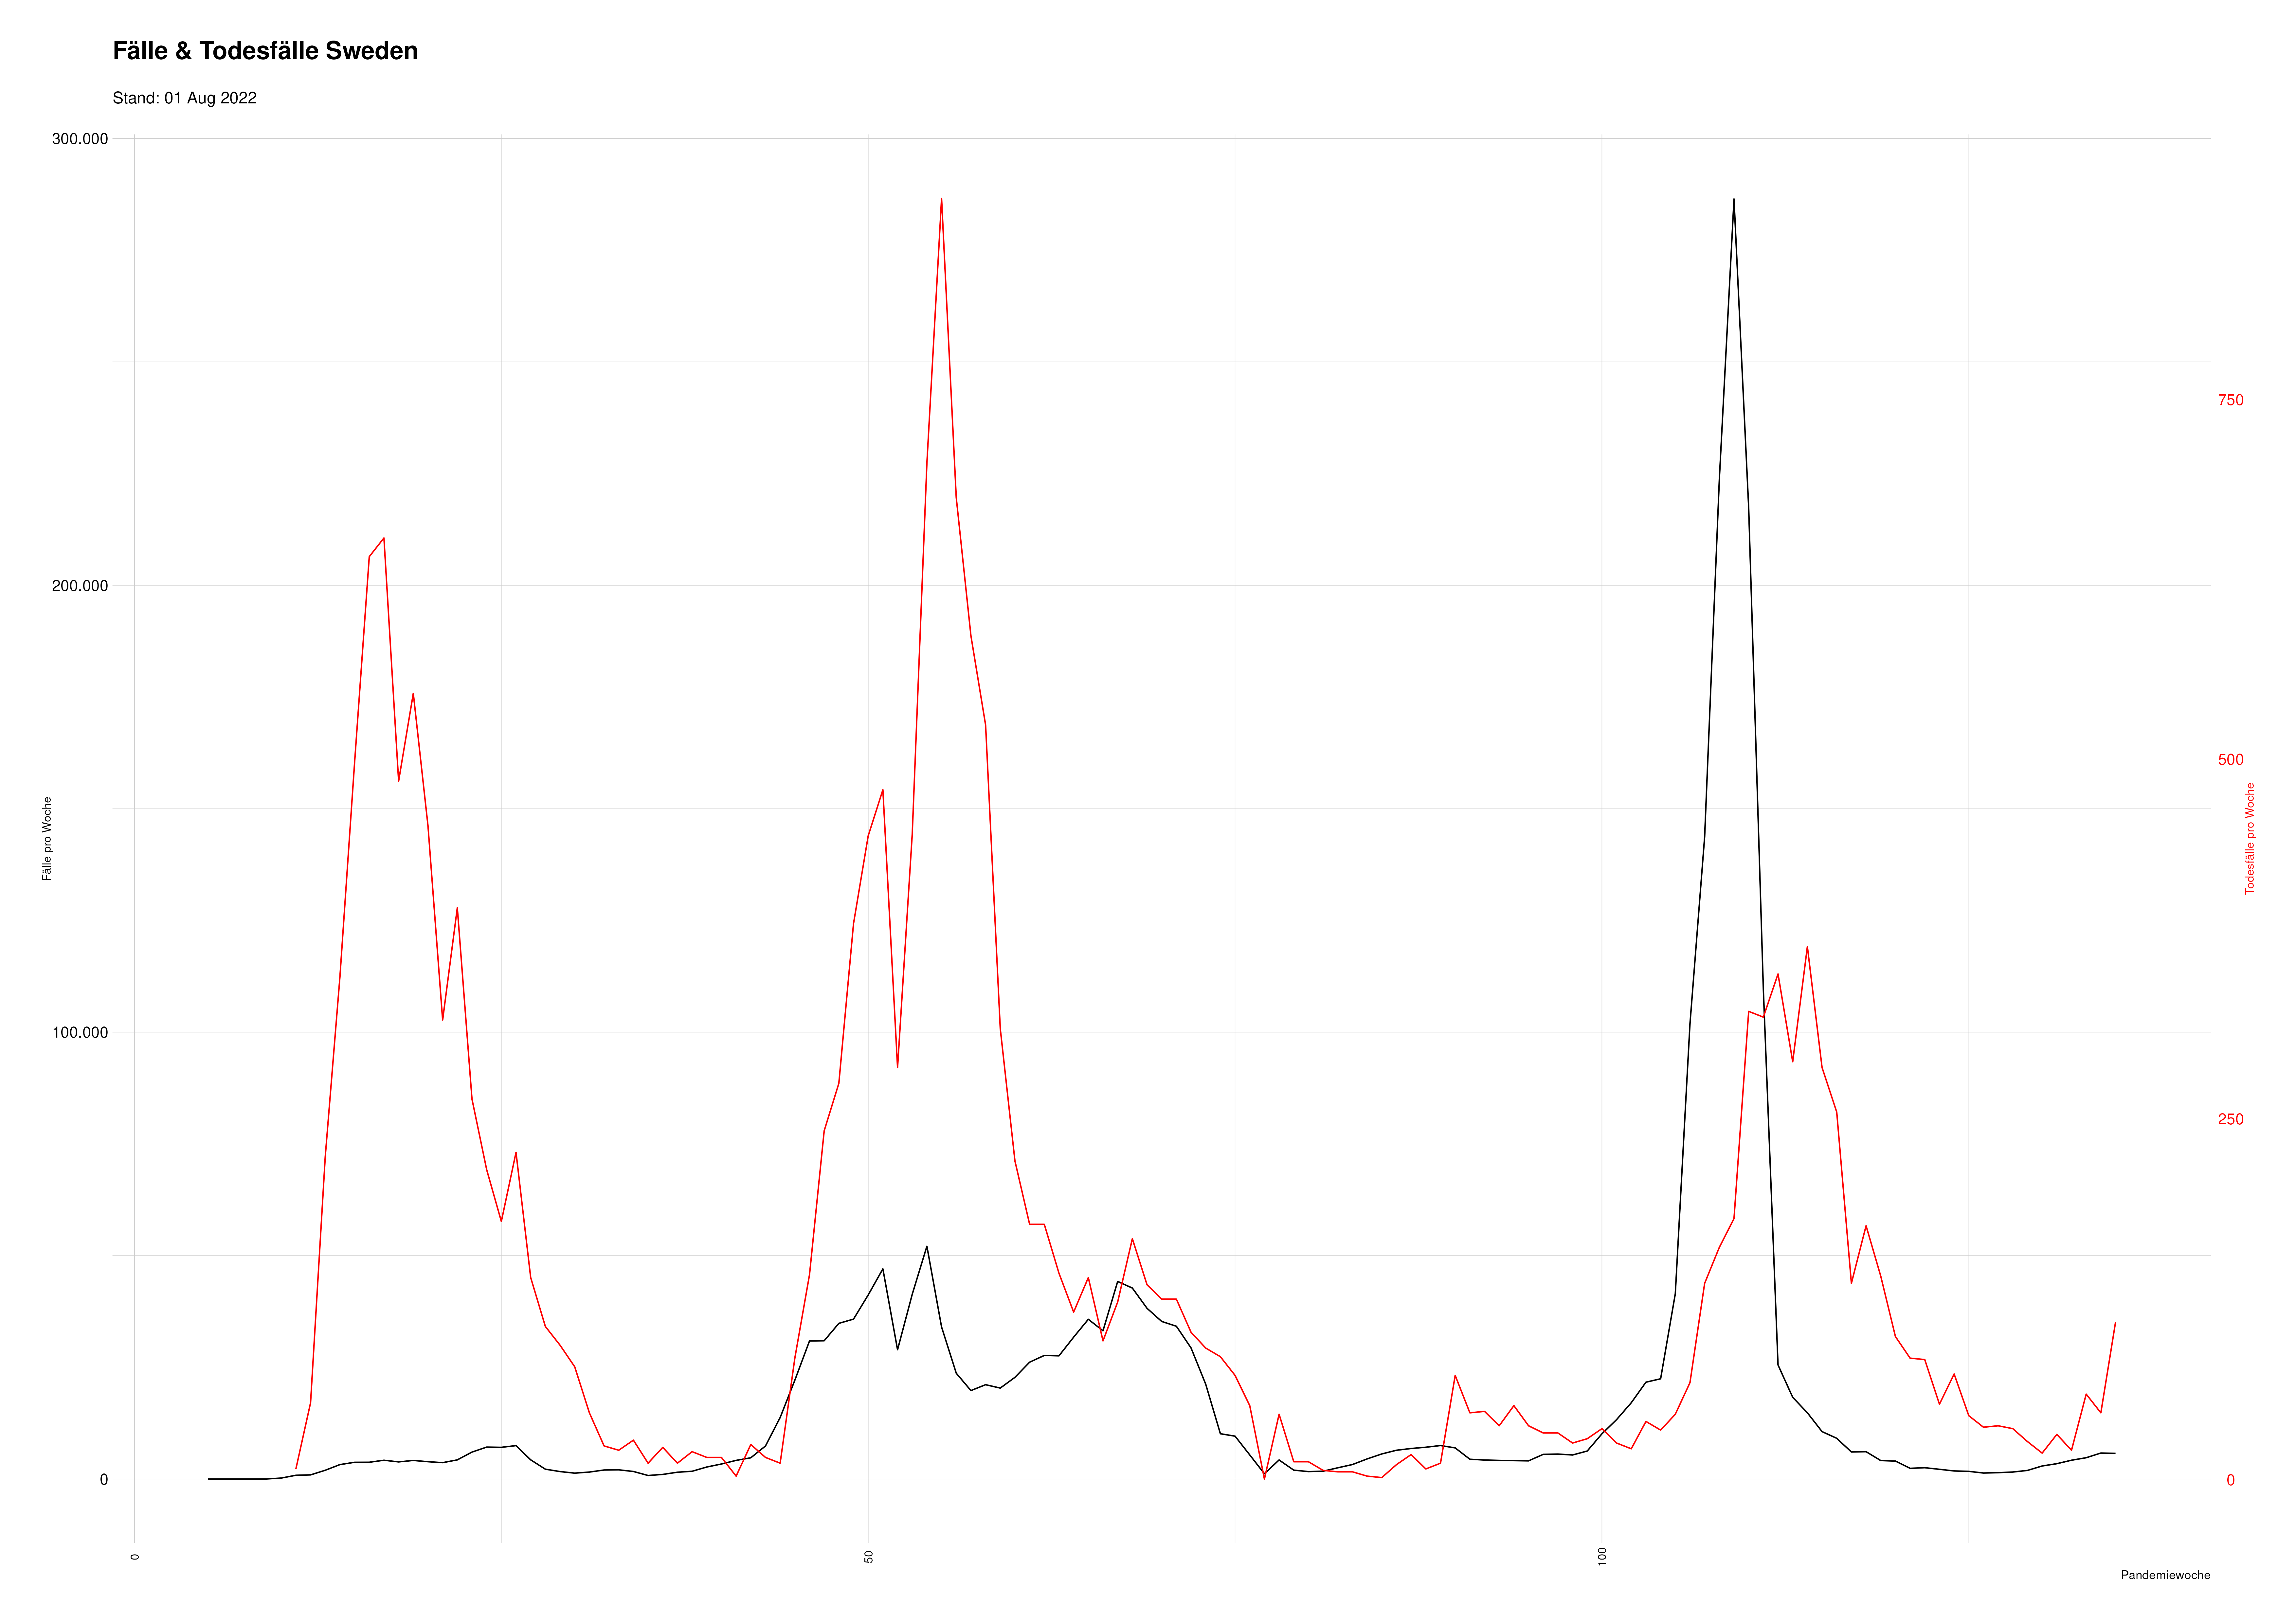 Fälle & Todesfälle Sweden
Stand: 01 Aug 2022
300.000
200.000
100.000
0
Fälle pro Woche
750
500
250
0
Todesfälle pro Woche
0
50
100
Pandemiewoche